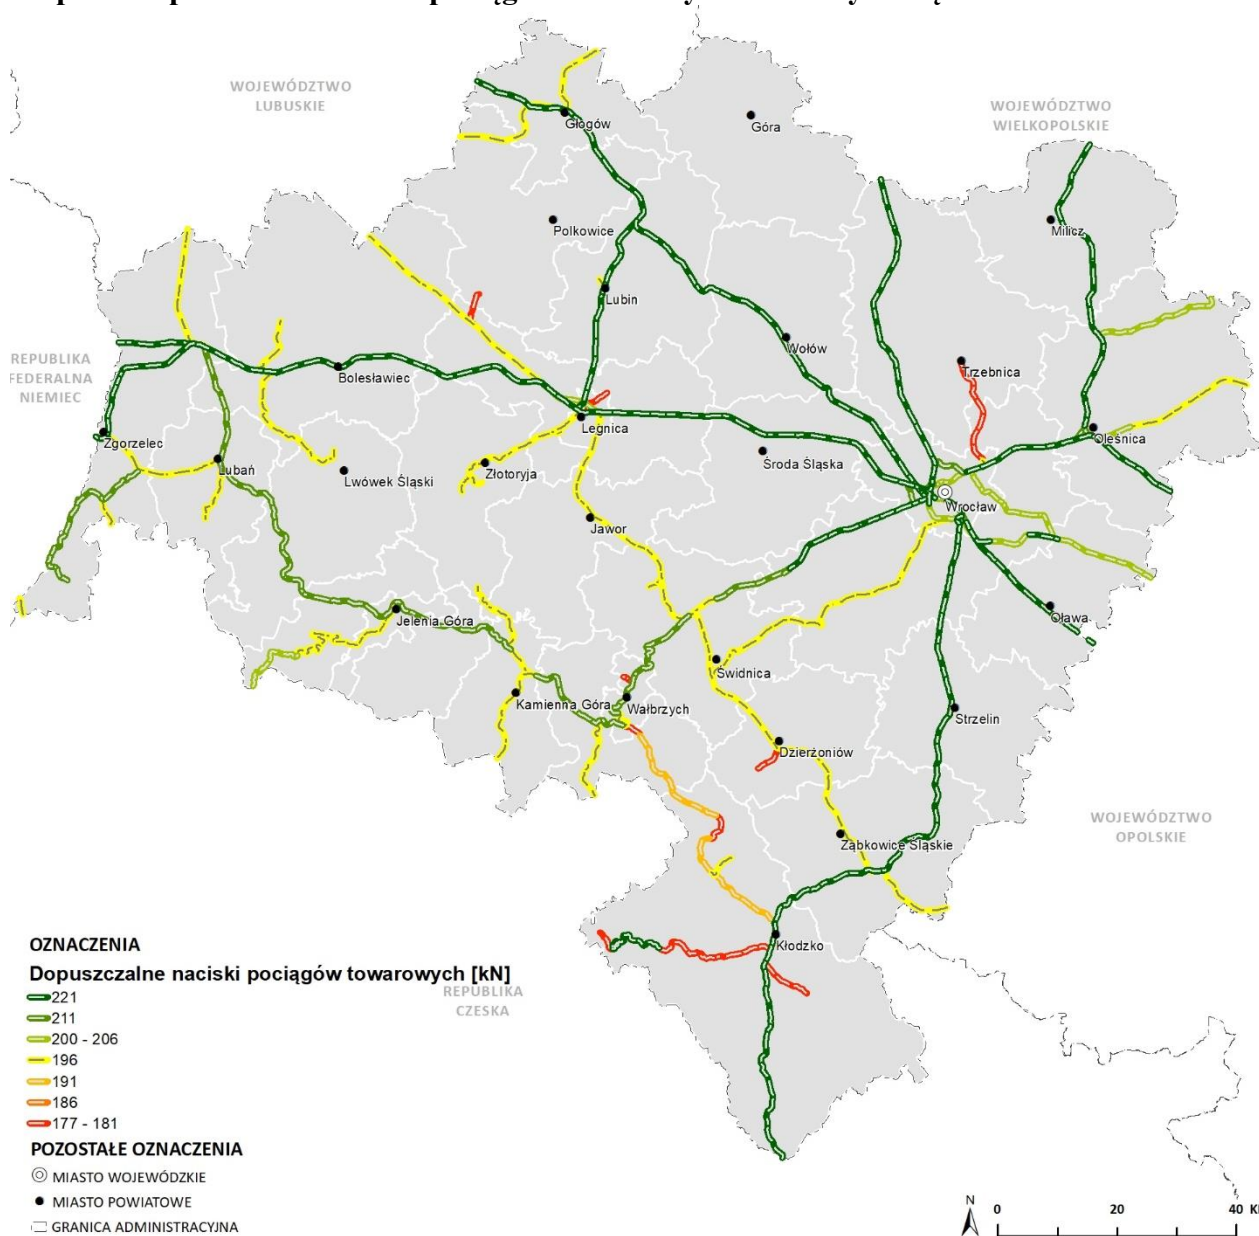 WOJEWÓDZTWO
LUBUSKIE
WOJEWÓDZTWO
WIELKOPOLSKIE
Głogów
Góra
Polkowice
Milicz
Lubin
Wołów
REPUBLIKA
FEDERALNA
NIEMIEC
Bolesławiec
Trzebnica
Zgorzelec
Legnica
Oleśnica
Lubań
Lwówek Śląski
Złotoryja
Środa Śląska
Wrocław
Jawor
Jelenia Góra
Oława
Świdnica
Kamienna Góra
Wałbrzych
Strzelin
Dzierżoniów
WOJEWÓDZTWO
OPOLSKIE
Ząbkowice Śląskie
Kłodzko
OZNACZENIA
Dopuszczalne naciski pociągów towarowych [kN]
REPUBLIKA
CZESKA
221
211
200 - 206
196
191
186
177 - 181
POZOSTAŁE OZNACZENIA
MIASTO WOJEWÓDZKIE
MIASTO POWIATOWE
GRANICA ADMINISTRACYJNA
N
0 20 40